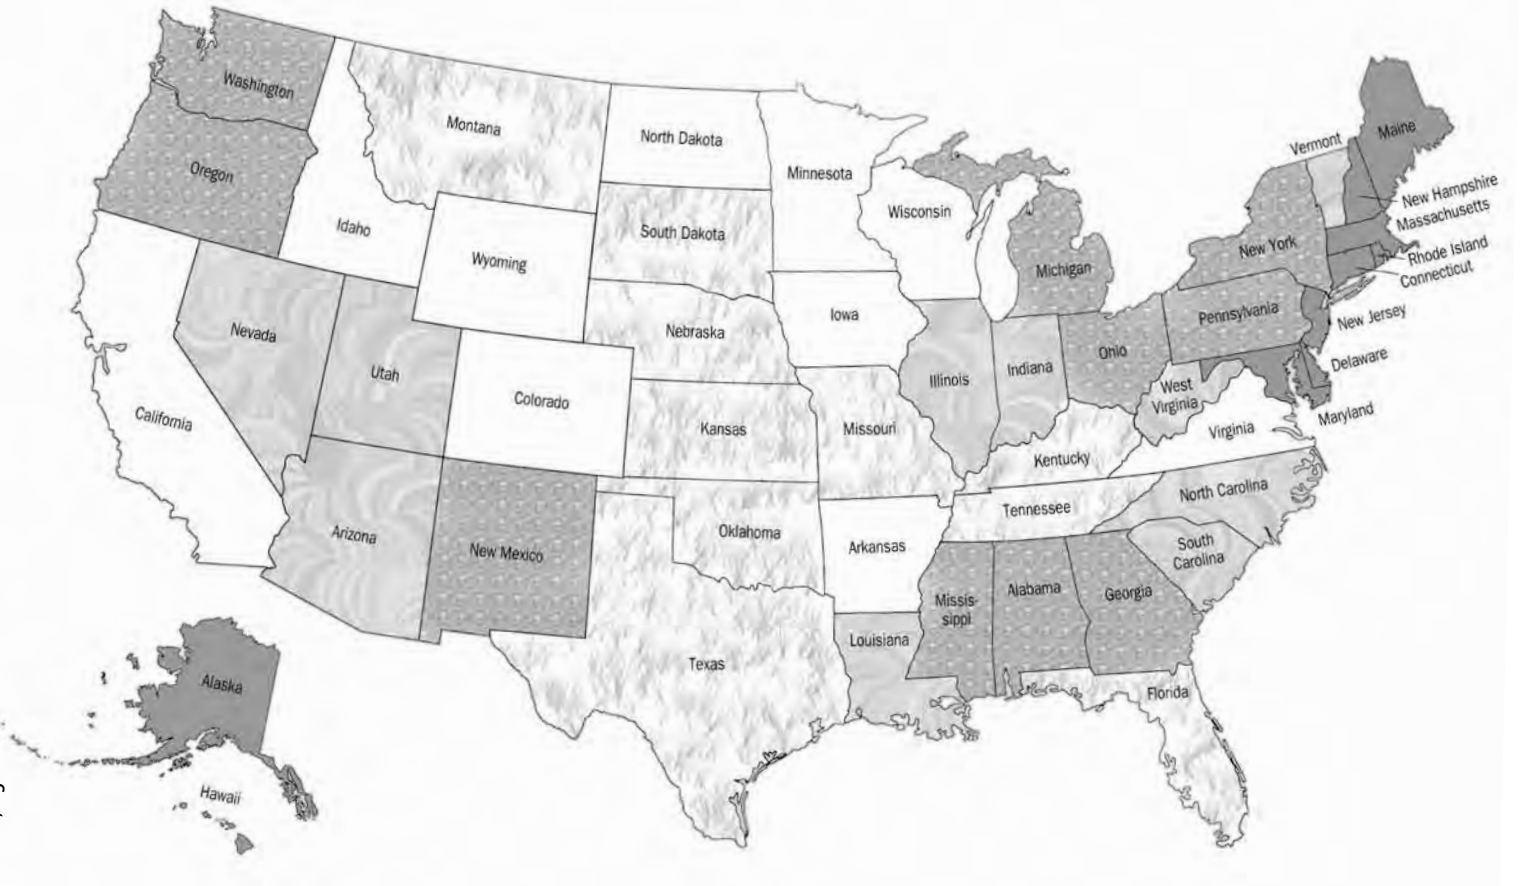 Washington
Oregon
Montana
Idaho
Wyoming
North Dakota
South Dakota
Nebraska
Minnesota
Wisconsin
Iowa
Michigan
Vermont
Maine
New Hampshire
Massachusetts
New York
Rhode Island
Connecticut
Pennsylvania
New Jersey
Delaware
Maryland
Nevada
Utah
Colorado
California
Kansas
Missouri
Illinois
Indiana
Ohio
West
Virginia
Virginia
Kentucky
Tennessee
North Carolina
South
Carolina
Arizona
New Mexico
Oklahoma
Arkansas
Missis-
sippi
Alabama
Georgia
Louisiana
Texas
Florida
Alaska
Hawaii